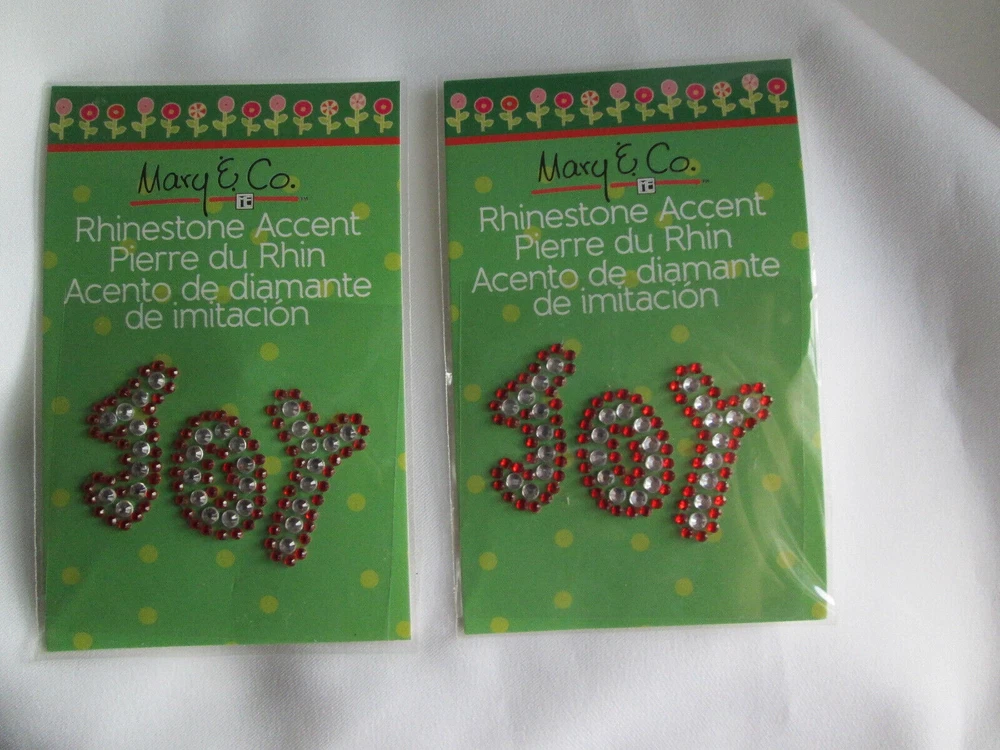 Mary & Co.
Rhinestone Accent
Pierre du Rhin
Acento de diamante
de imitación
JOY
Mary & Co.
Rhinestone Accent
Pierre du Rhin
Acento de diamante
de imitación
JOY